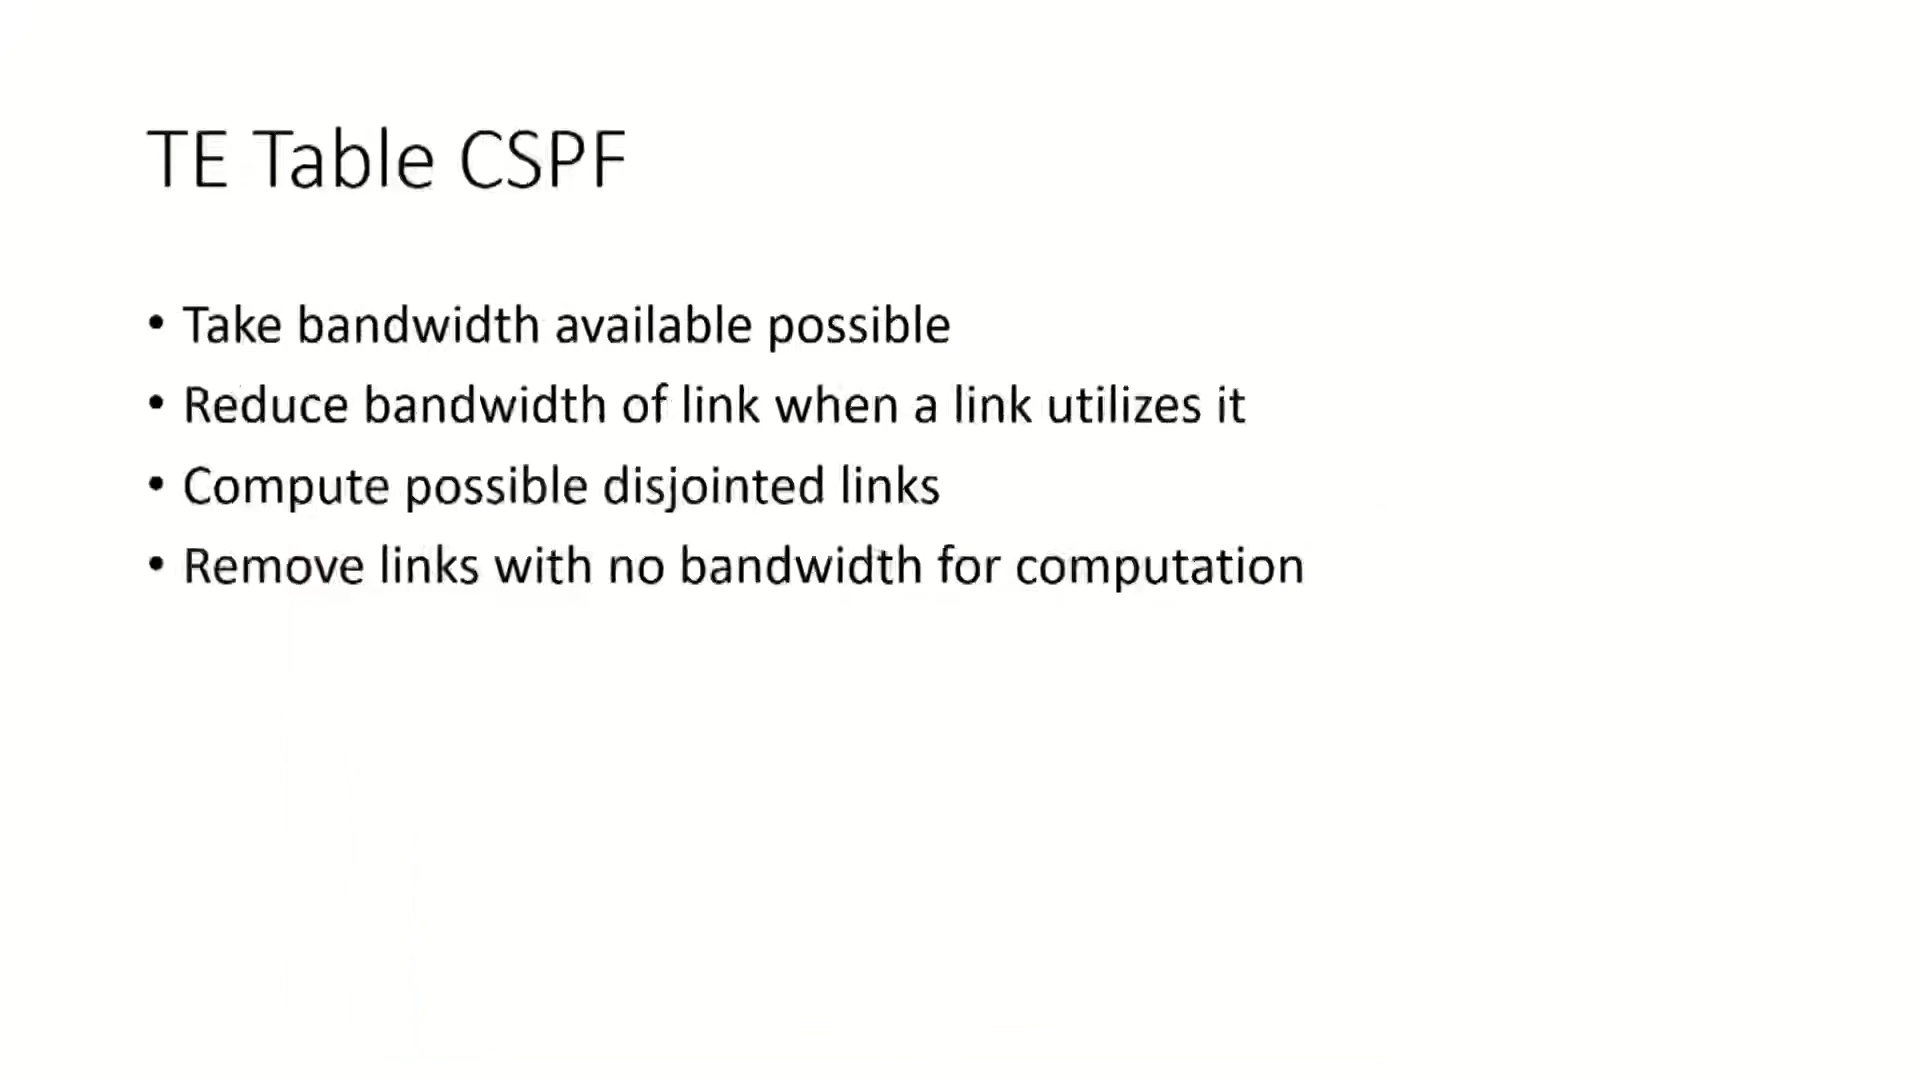 TE Table CSPF
• Take bandwidth available possible
• Reduce bandwidth of link when a link utilizes it
• Compute possible disjointed links
• Remove links with no bandwidth for computation